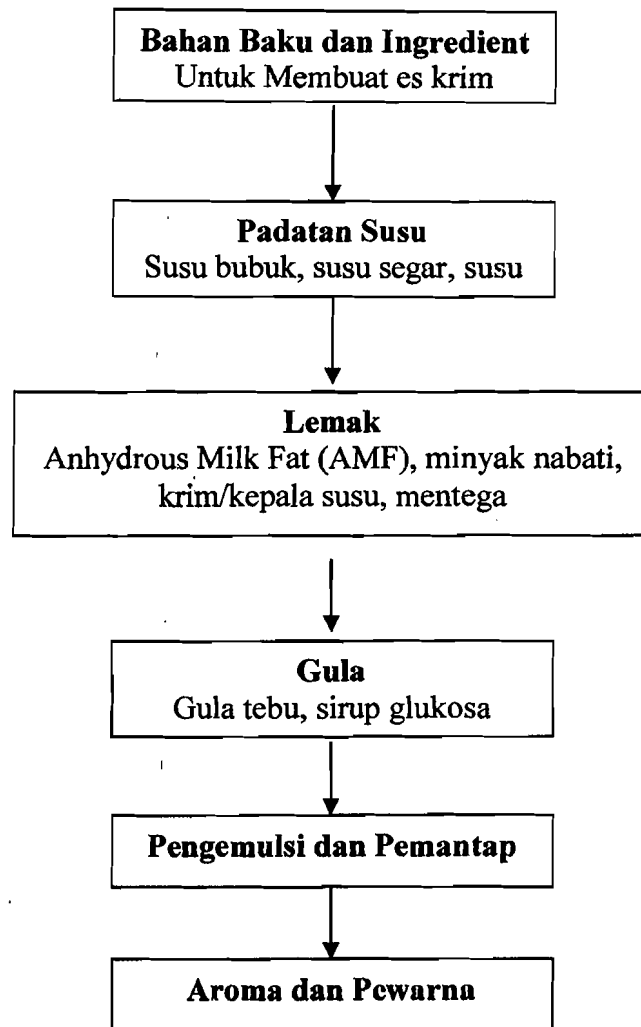 Bahan Baku dan Ingredient
Untuk Membuat es krim
Padatan Susu
Susu bubuk, susu segar, susu
Lemak
Anhydrous Milk Fat (AMF), minyak nabati,
krim/kepala susu, mentega
Gula
Gula tebu, sirup glukosa
Pengemulsi dan Pemantap
Aroma dan Pewarna